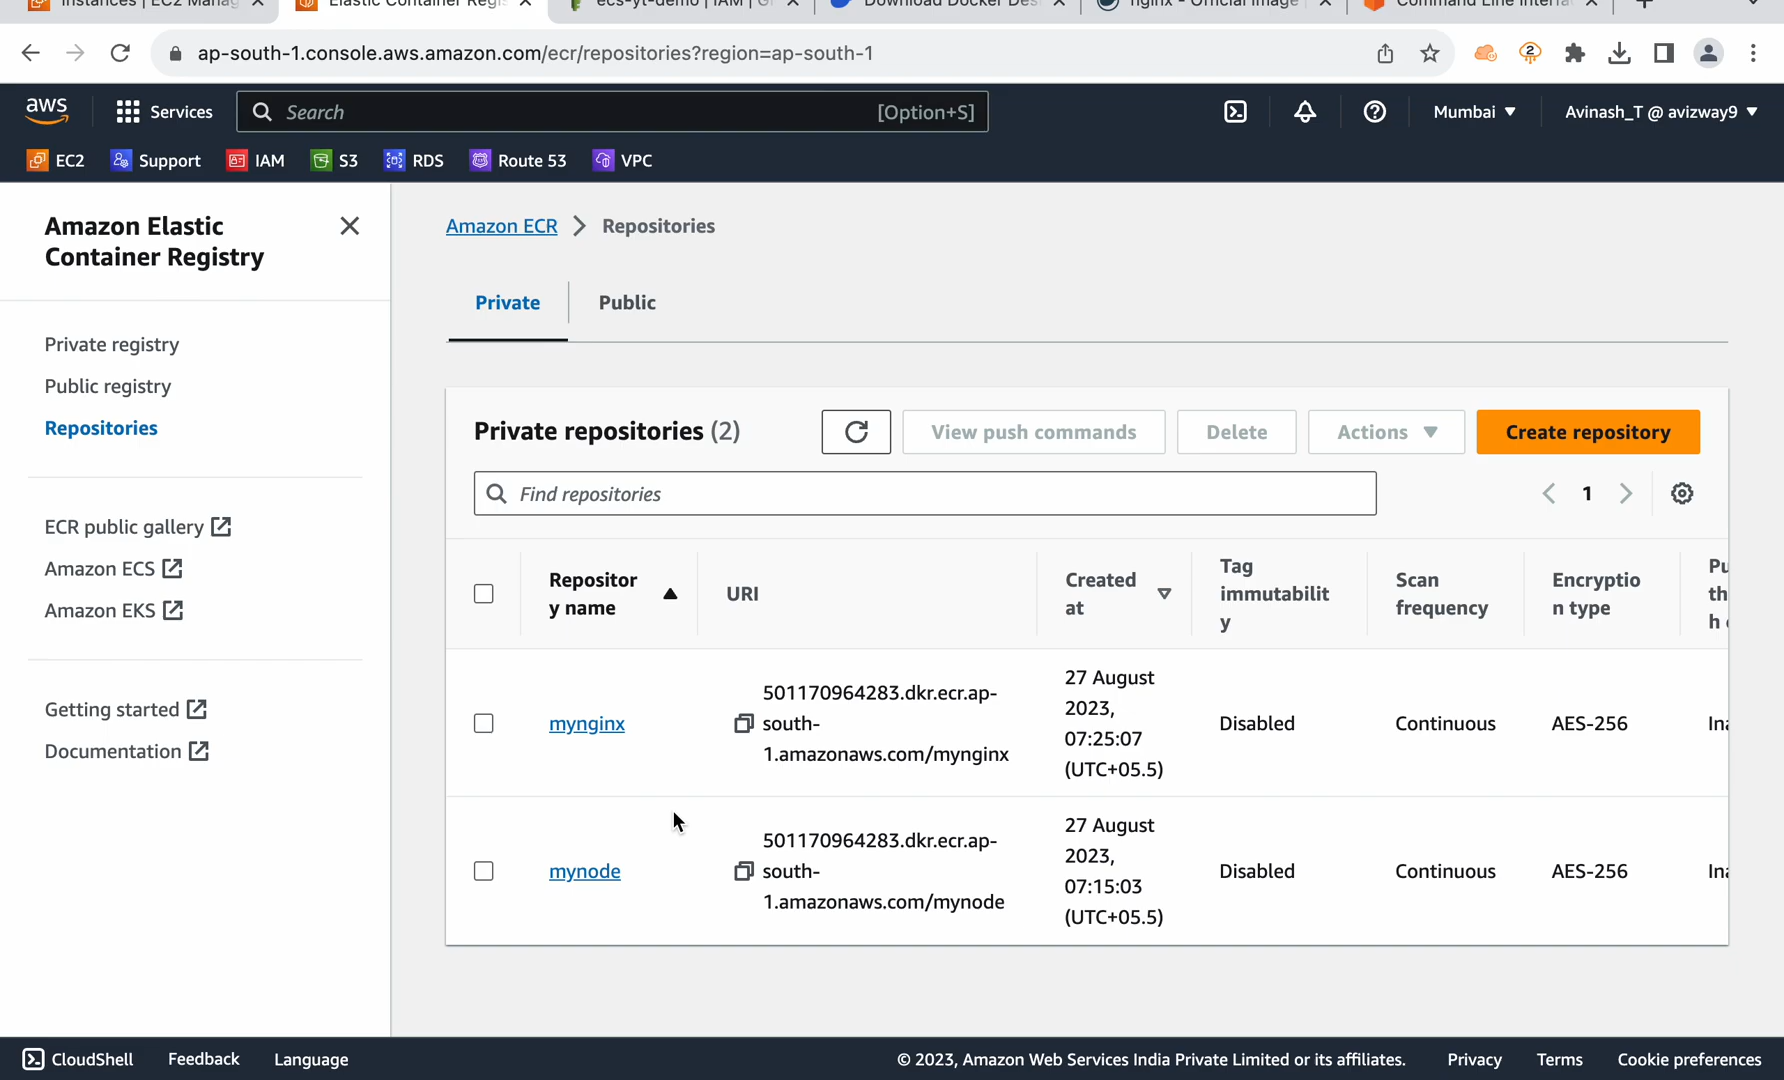 ap-south-1.console.aws.amazon.com/ecr/repositories?region=ap-south-1
2
aws
Services
Search
[Option+S]
Mumbai
Avinash_T @ avizway9
EC2
Support
IAM
S3
RDS
Route 53
VPC
Amazon Elastic
Container Registry
Private registry
Public registry
Repositories
ECR public gallery
Amazon ECS
Amazon EKS
Getting started
Documentation
Amazon ECR
Repositories
Private
Public
Private repositories (2)
View push commands
Delete
Actions
Create repository
Find repositories
1
Repositor
y name
URI
Created
at
Tag
immutabilit
y
Scan
frequency
Encryptio
n type
mynginx
501170964283.dkr.ecr.ap-
south-
1.amazonaws.com/mynginx
27 August
2023,
07:25:07
(UTC+05.5)
Disabled
Continuous
AES-256
mynode
501170964283.dkr.ecr.ap-
south-
1.amazonaws.com/mynode
27 August
2023,
07:15:03
(UTC+05.5)
Disabled
Continuous
AES-256
CloudShell
Feedback
Language
© 2023, Amazon Web Services India Private Limited or its affiliates.
Privacy
Terms
Cookie preferences